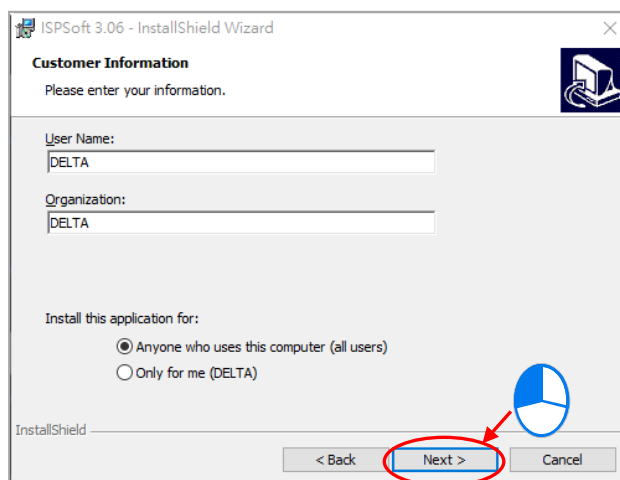 ISPSoft 3.06 - InstallShield Wizard
Customer Information
Please enter your information.
User Name:
DELTA
Organization:
DELTA
Install this application for:
Anyone who uses this computer (all users)
Only for me (DELTA)
InstallShield
< Back
Next >
Cancel